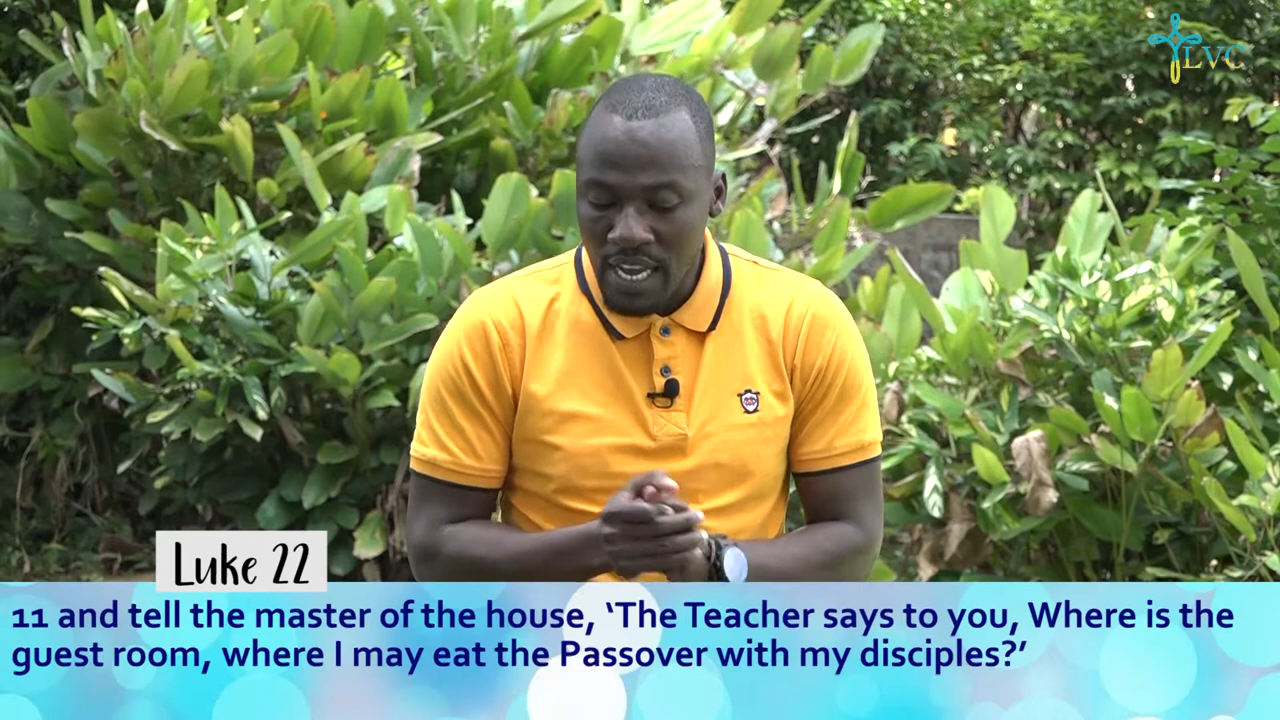 LVC
Luke 22
11 and tell the master of the house, ‘The Teacher says to you, Where is the
guest room, where I may eat the Passover with my disciples?’